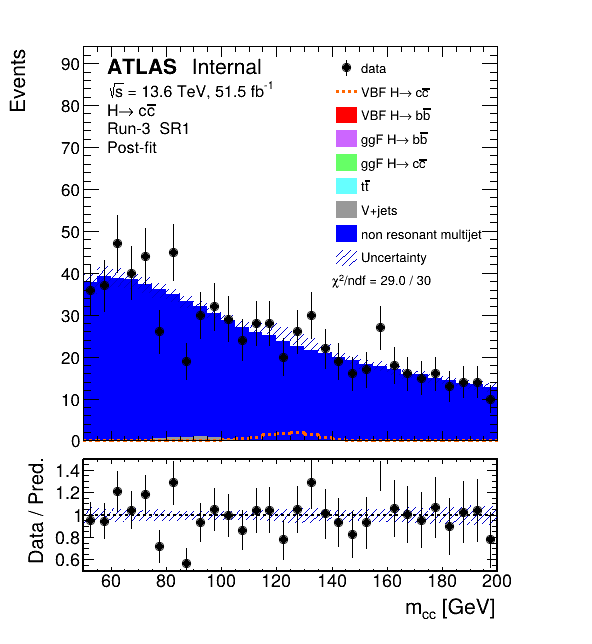 Events
ATLAS Internal
√s = 13.6 TeV, 51.5 fb⁻¹
H→ cc̅
Run-3 SR1
Post-fit
data
VBF H→ cc̅
VBF H→ bb̅
ggF H→ bb̅
ggF H→ cc̅
tt̅
V+jets
non resonant multijet
Uncertainty
χ²/ndf = 29.0 / 30
90
80
70
60
50
40
30
20
10
0
Data / Pred.
1.4
1.2
1
0.8
0.6
60 80 100 120 140 160 180 200
m_cc [GeV]